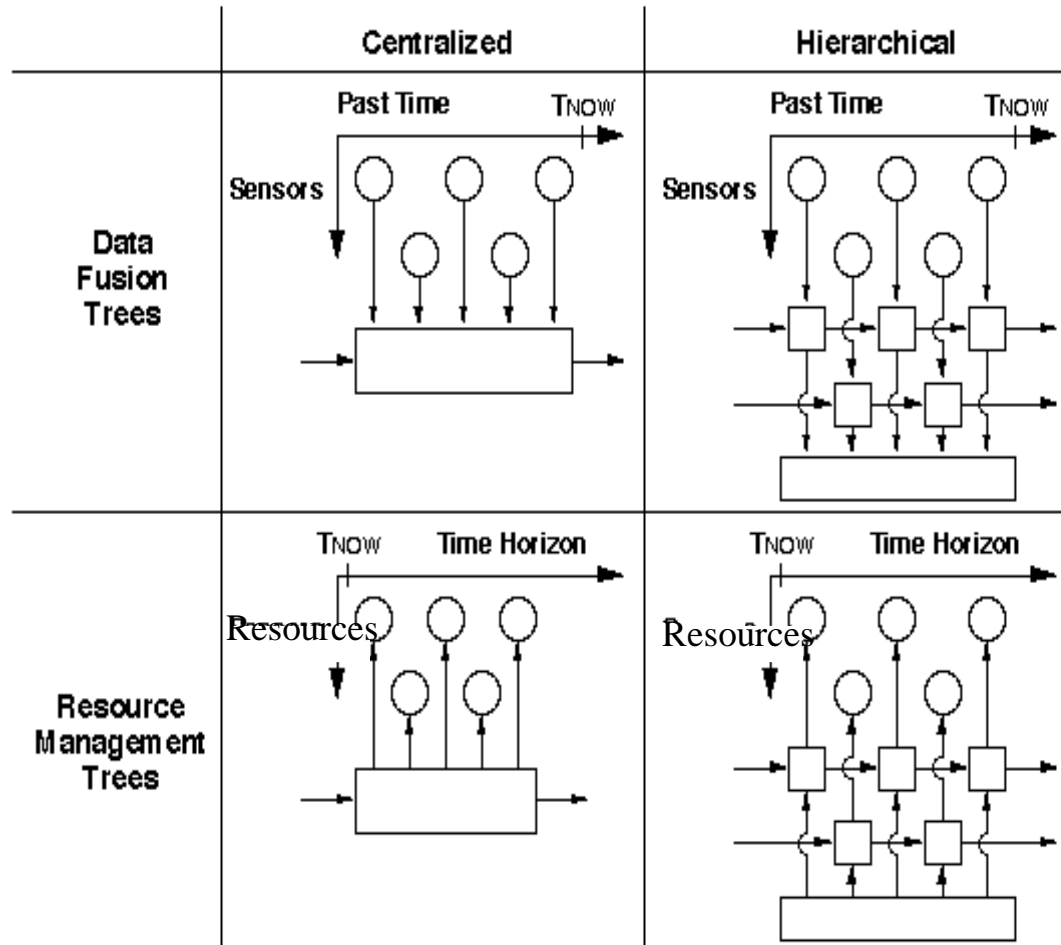 Centralized
Hierarchical
Data
Fusion
Trees
Past Time
TNOW
Sensors
Past Time
TNOW
Sensors
Resource
Management
Trees
TNOW
Time Horizon
Resources
TNOW
Time Horizon
Resources